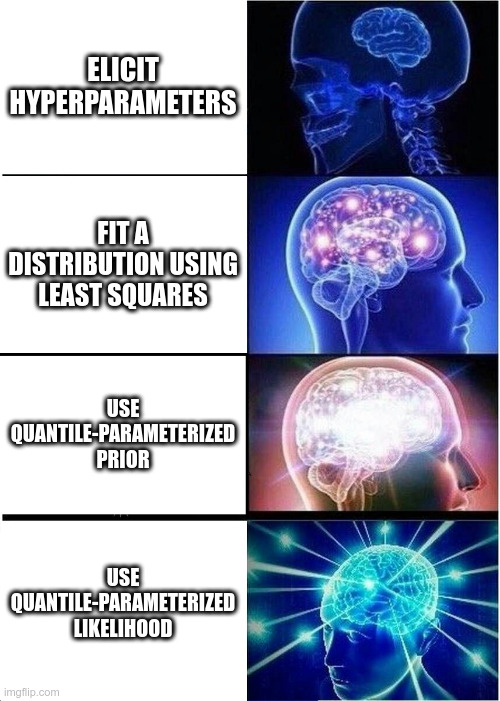 ELICIT
HYPERPARAMETERS
FIT A
DISTRIBUTION USING
LEAST SQUARES
USE
QUANTILE-PARAMETERIZED
PRIOR
USE
QUANTILE-PARAMETERIZED
LIKELIHOOD
imgflip.com